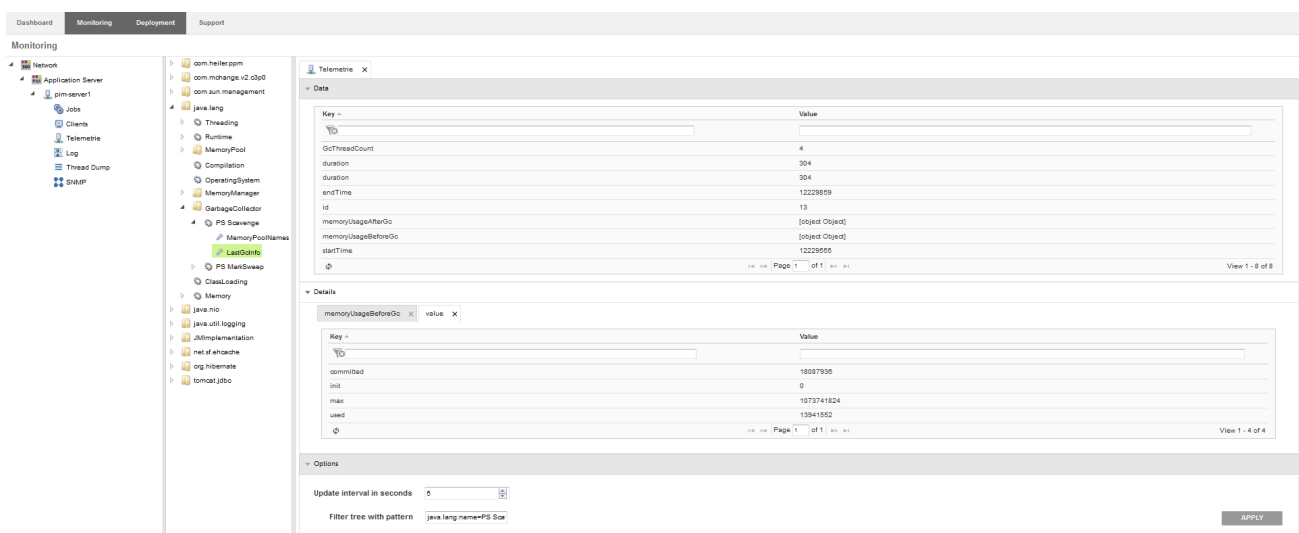 Dashboard Monitoring Deployment Support
Monitoring
Network
Application Server
pim-server1
Jobs
Clients
Telemetrie
Log
Thread Dump
SNMP
com.heiler.ppm
com.mchange.v2.c3p0
com.sun.management
java.lang
Threading
Runtime
MemoryPool
Compilation
OperatingSystem
MemoryManager
GarbageCollector
PS Scavenge
MemoryPoolNames
LastGcInfo
PS MarkSweep
ClassLoading
Memory
java.nio
java.util.logging
JMImplementation
net.sf.ehcache
org.hibernate
tomcat.jdbc
Telemetrie x
Data
Key Value
GcThreadCount 4
duration 304
duration 304
endTime 12229859
id 13
memoryUsageAfterGc [object Object]
memoryUsageBeforeGc [object Object]
startTime 12229555
Page 1 of 1 View 1 - 8 of 8
Details
memoryUsageBeforeGc x value x
Key Value
committed 18087936
init 0
max 1073741824
used 13941552
Page 1 of 1 View 1 - 4 of 4
Options
Update interval in seconds 5
Filter tree with pattern java.lang:name=PS Sca
APPLY